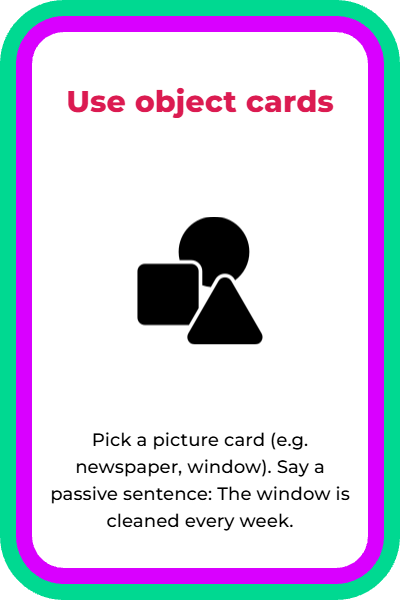 Use object cards
Pick a picture card (e.g.
newspaper, window). Say a
passive sentence: The window is
cleaned every week.